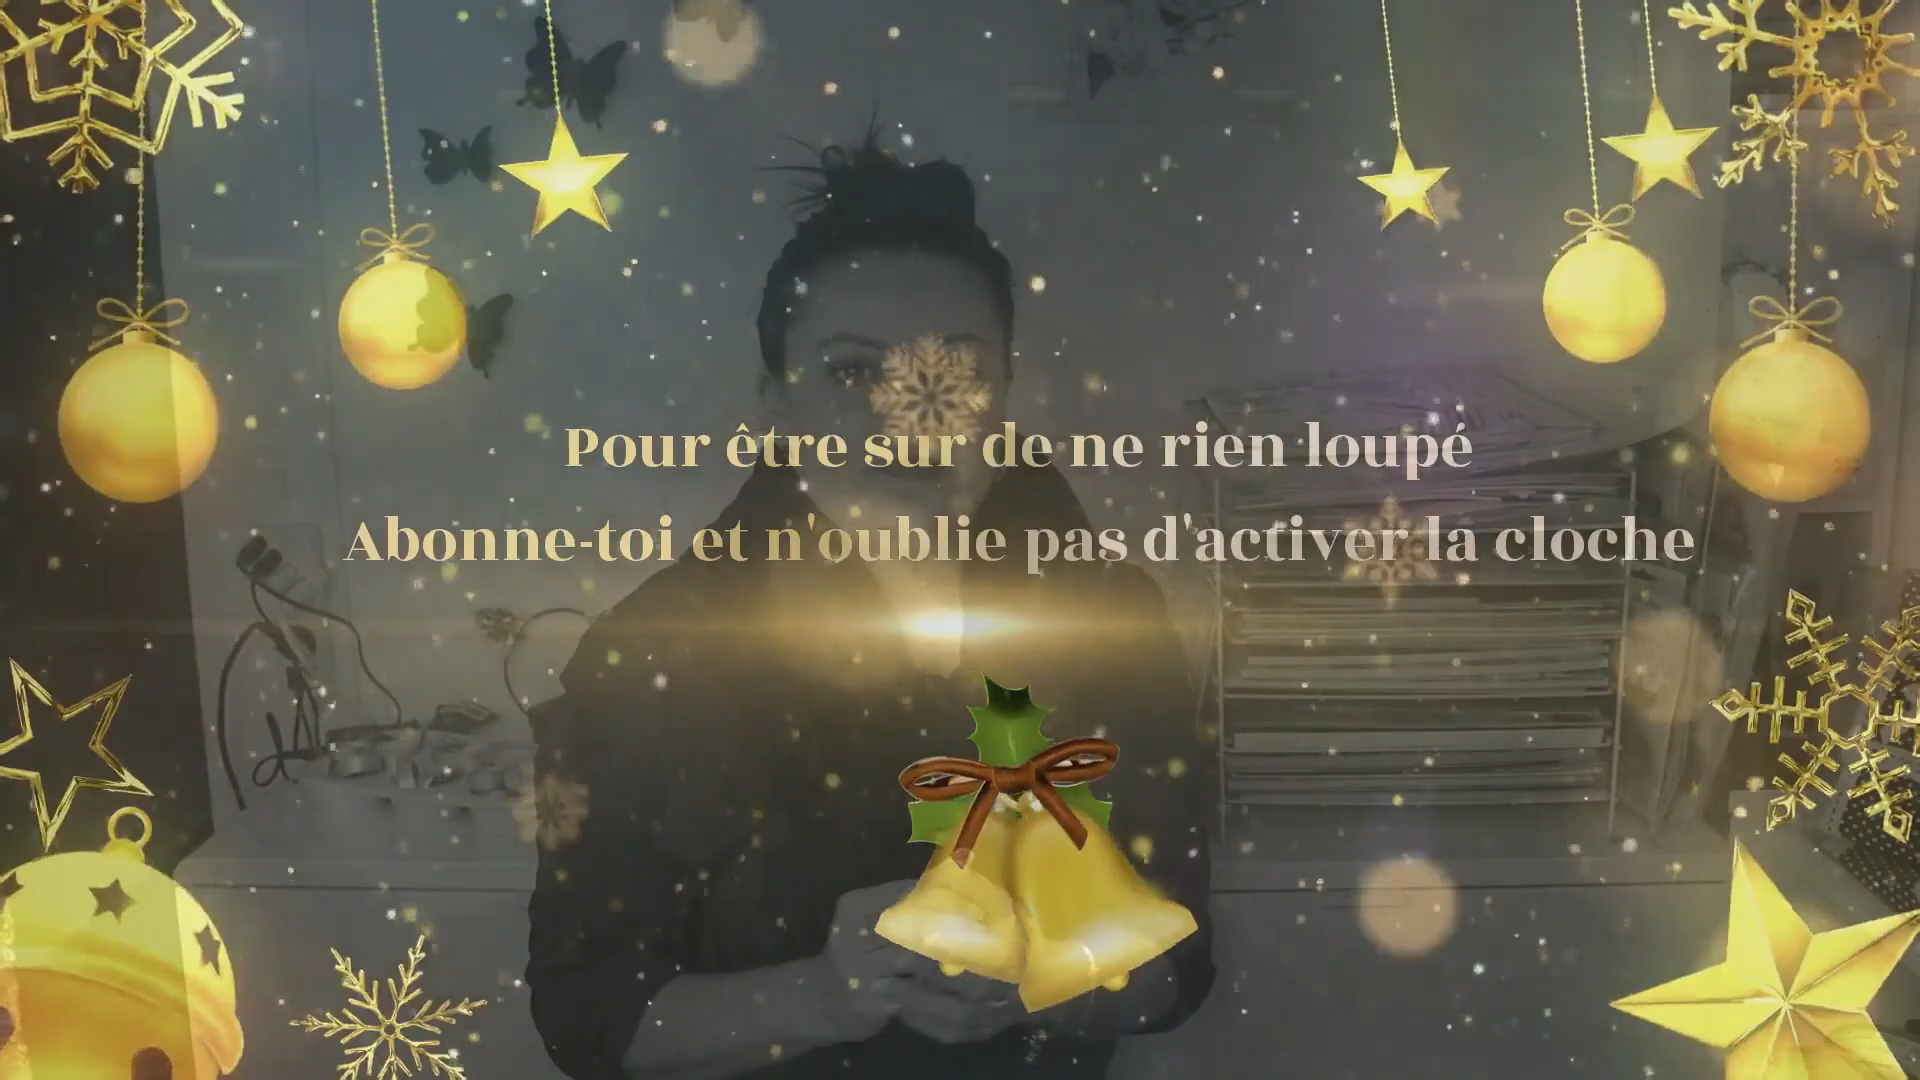 Pour être sur de ne rien loupé
Abonne-toi et n'oublie pas d'activer la cloche